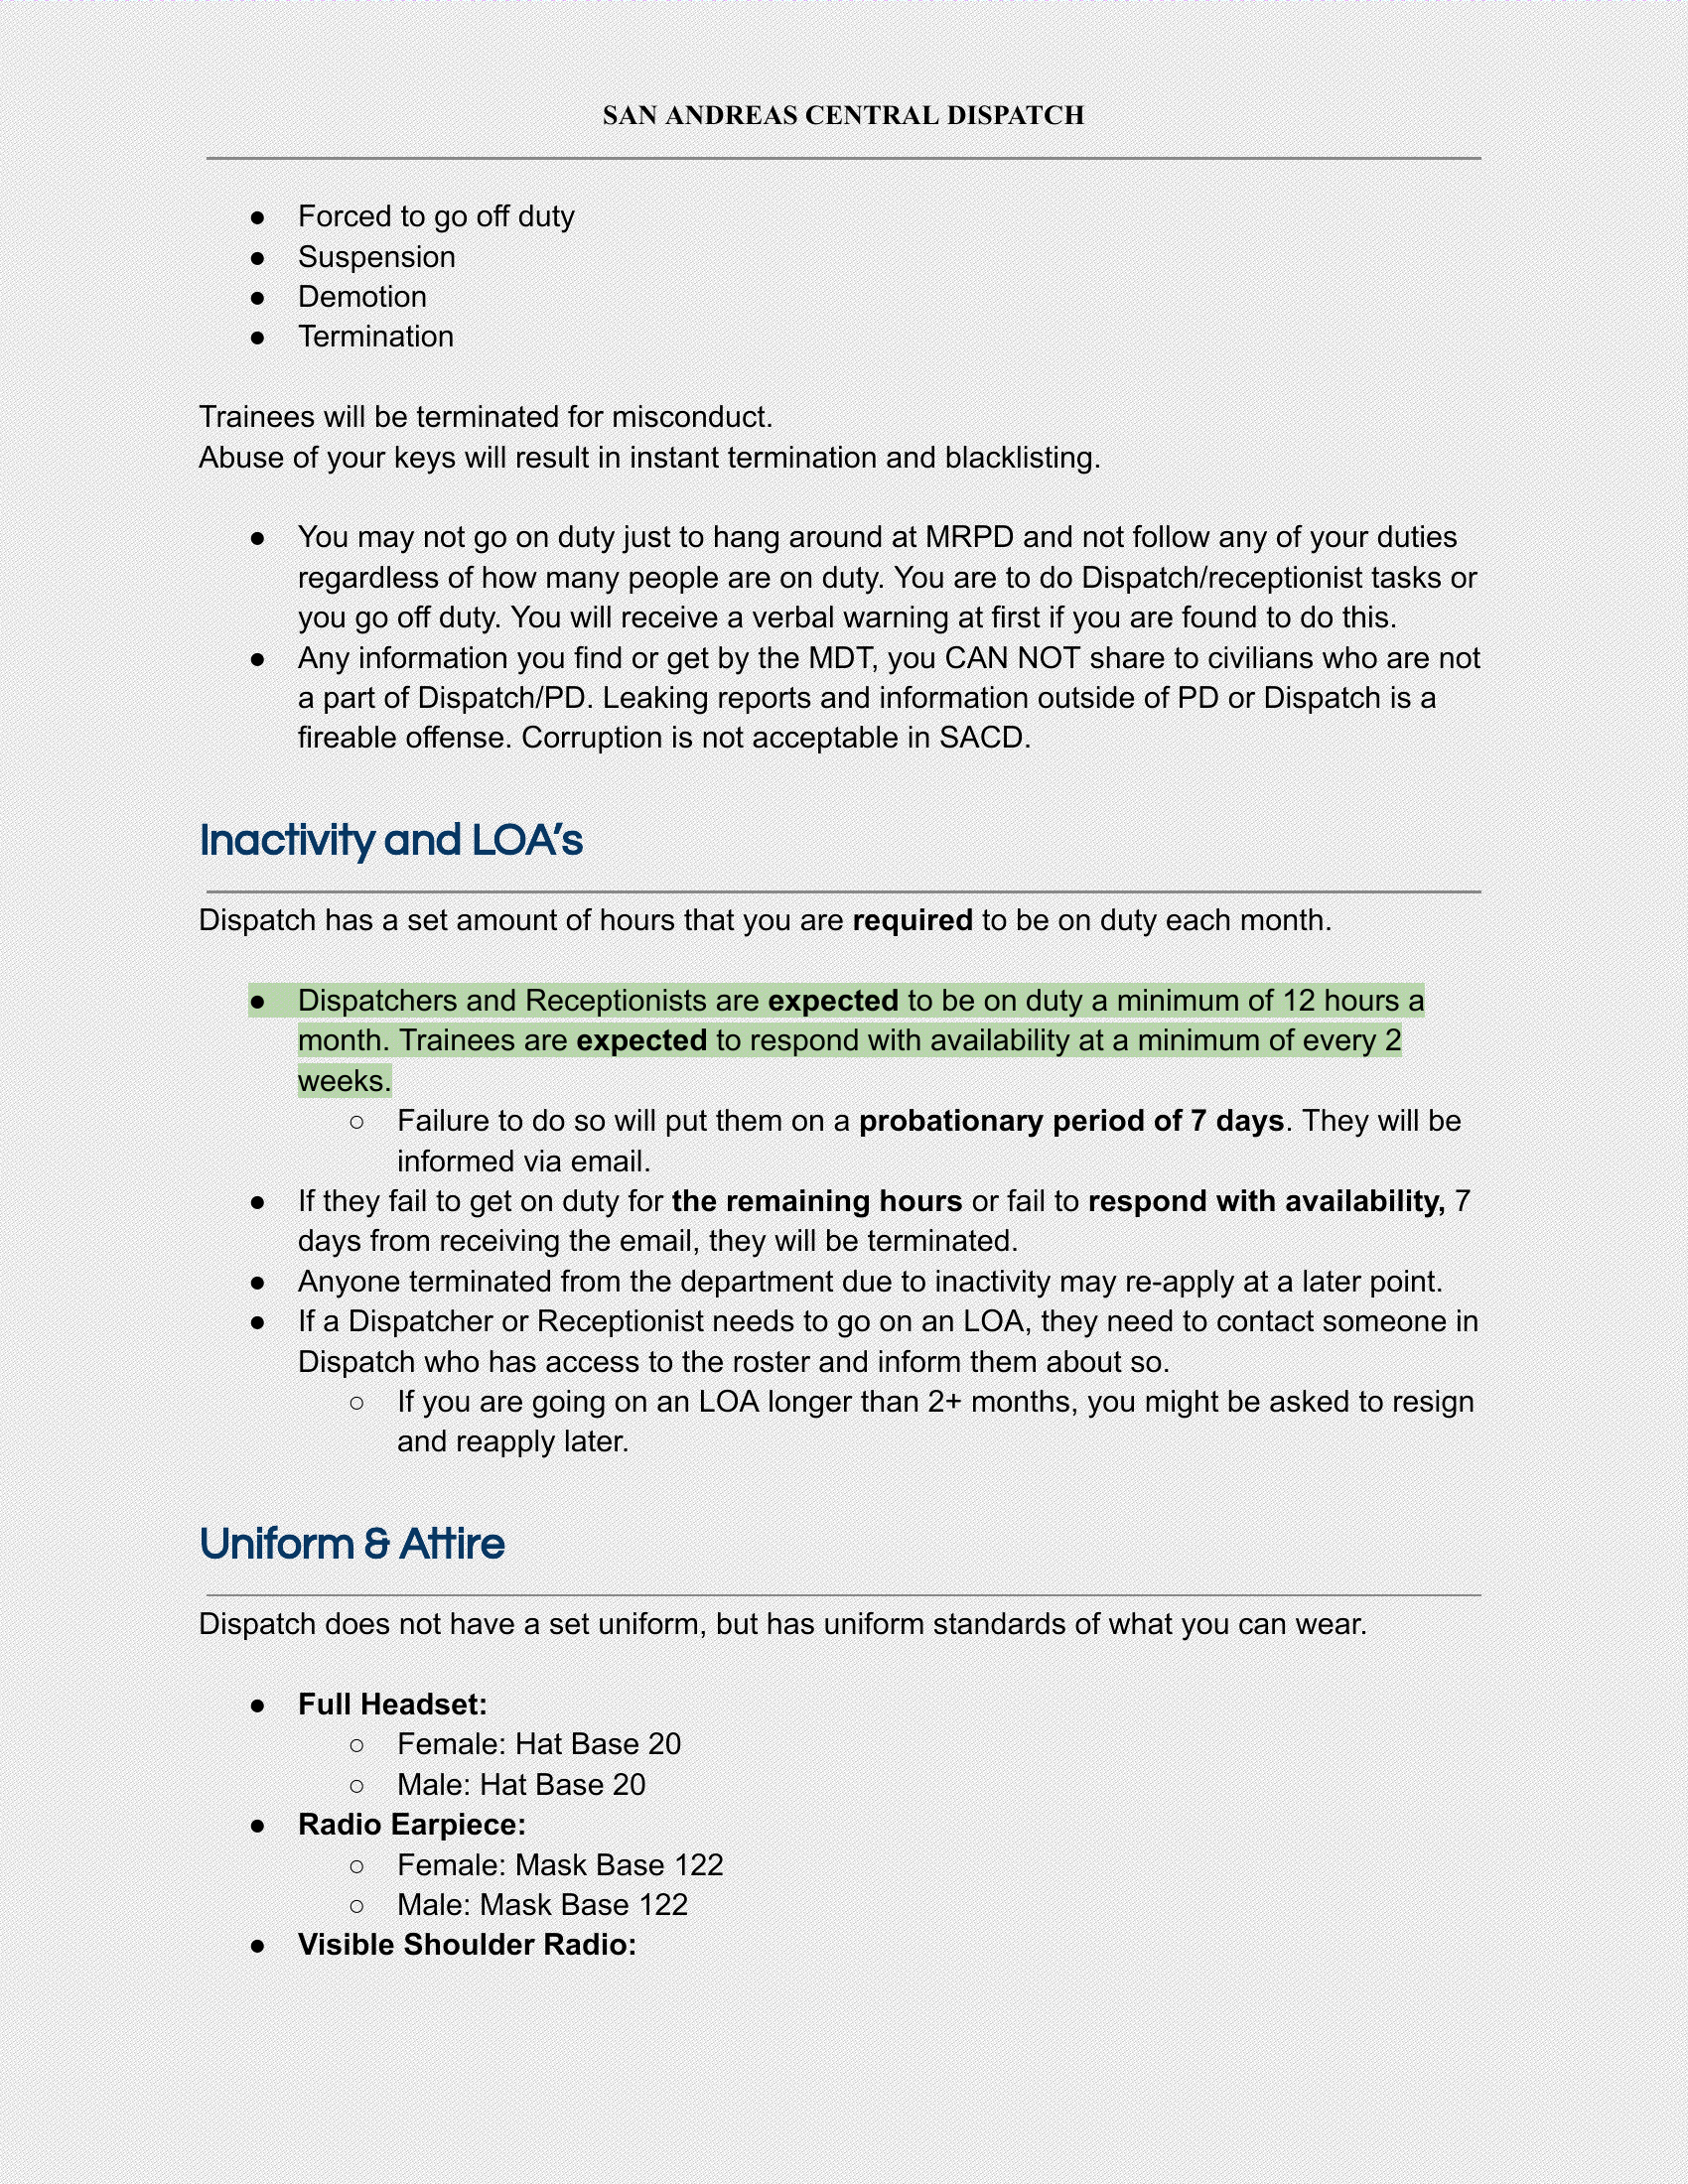 SAN ANDREAS CENTRAL DISPATCH
● Forced to go off duty
● Suspension
● Demotion
● Termination
Trainees will be terminated for misconduct.
Abuse of your keys will result in instant termination and blacklisting.
● You may not go on duty just to hang around at MRPD and not follow any of your duties
regardless of how many people are on duty. You are to do Dispatch/receptionist tasks or
you go off duty. You will receive a verbal warning at first if you are found to do this.
● Any information you find or get by the MDT, you CAN NOT share to civilians who are not
a part of Dispatch/PD. Leaking reports and information outside of PD or Dispatch is a
fireable offense. Corruption is not acceptable in SACD.
Inactivity and LOA’s
Dispatch has a set amount of hours that you are required to be on duty each month.
● Dispatchers and Receptionists are expected to be on duty a minimum of 12 hours a
month. Trainees are expected to respond with availability at a minimum of every 2
weeks.
○ Failure to do so will put them on a probationary period of 7 days. They will be
informed via email.
● If they fail to get on duty for the remaining hours or fail to respond with availability, 7
days from receiving the email, they will be terminated.
● Anyone terminated from the department due to inactivity may re-apply at a later point.
● If a Dispatcher or Receptionist needs to go on an LOA, they need to contact someone in
Dispatch who has access to the roster and inform them about so.
○ If you are going on an LOA longer than 2+ months, you might be asked to resign
and reapply later.
Uniform & Attire
Dispatch does not have a set uniform, but has uniform standards of what you can wear.
● Full Headset:
○ Female: Hat Base 20
○ Male: Hat Base 20
● Radio Earpiece:
○ Female: Mask Base 122
○ Male: Mask Base 122
● Visible Shoulder Radio: